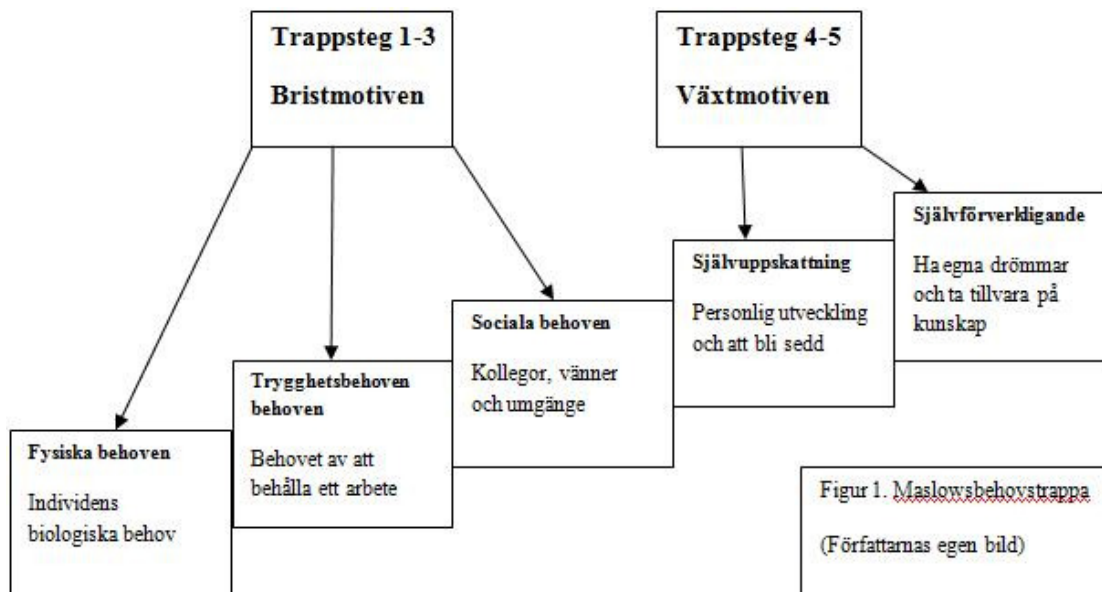 Trappsteg 1-3
Bristmotiven
Trappsteg 4-5
Växtmotiven
Självförverkligande
Ha egna drömmar
och ta tillvara på
kunskap
Självuppskattning
Personlig utveckling
och att bli sedd
Sociala behoven
Kollegor, vänner
och umgänge
Trygghetsbehoven
behoven
Behovet av att
behålla ett arbete
Fysiska behoven
Individens
biologiska behov
Figur 1. Maslowsbehovstrappa
(Författarnas egen bild)